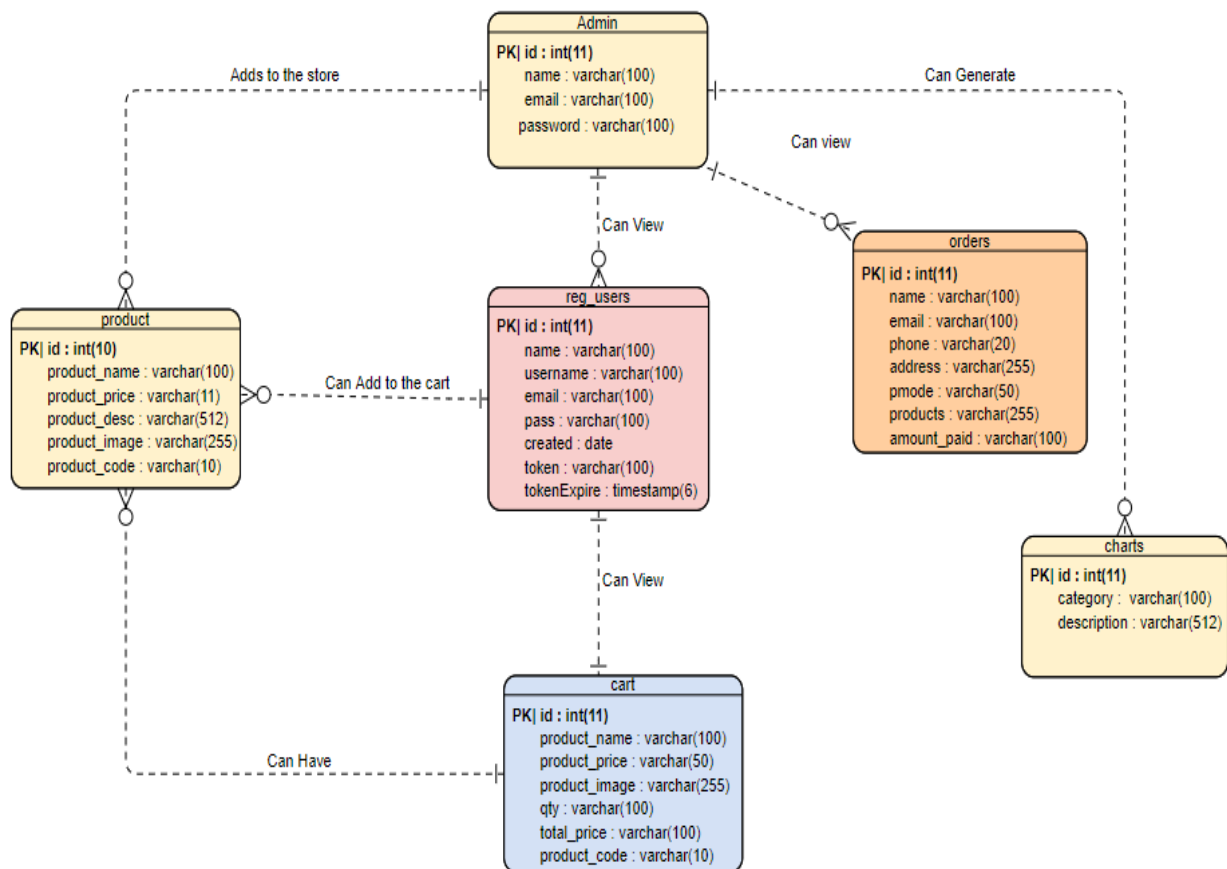 Admin
PK| id : int(11)
name : varchar(100)
email : varchar(100)
password : varchar(100)
Adds to the store
Can Generate
Can view
Can View
orders
PK| id : int(11)
name : varchar(100)
email : varchar(100)
phone : varchar(20)
address : varchar(255)
pmode : varchar(50)
products : varchar(255)
amount_paid : varchar(100)
reg_users
PK| id : int(11)
name : varchar(100)
username : varchar(100)
email : varchar(100)
pass : varchar(100)
created : date
token : varchar(100)
tokenExpire : timestamp(6)
product
PK| id : int(10)
product_name : varchar(100)
product_price : varchar(11)
product_desc : varchar(512)
product_image : varchar(255)
product_code : varchar(10)
Can Add to the cart
charts
PK| id : int(11)
category : varchar(100)
description : varchar(512)
Can View
cart
PK| id : int(11)
product_name : varchar(100)
product_price : varchar(50)
product_image : varchar(255)
qty : varchar(100)
total_price : varchar(100)
product_code : varchar(10)
Can Have